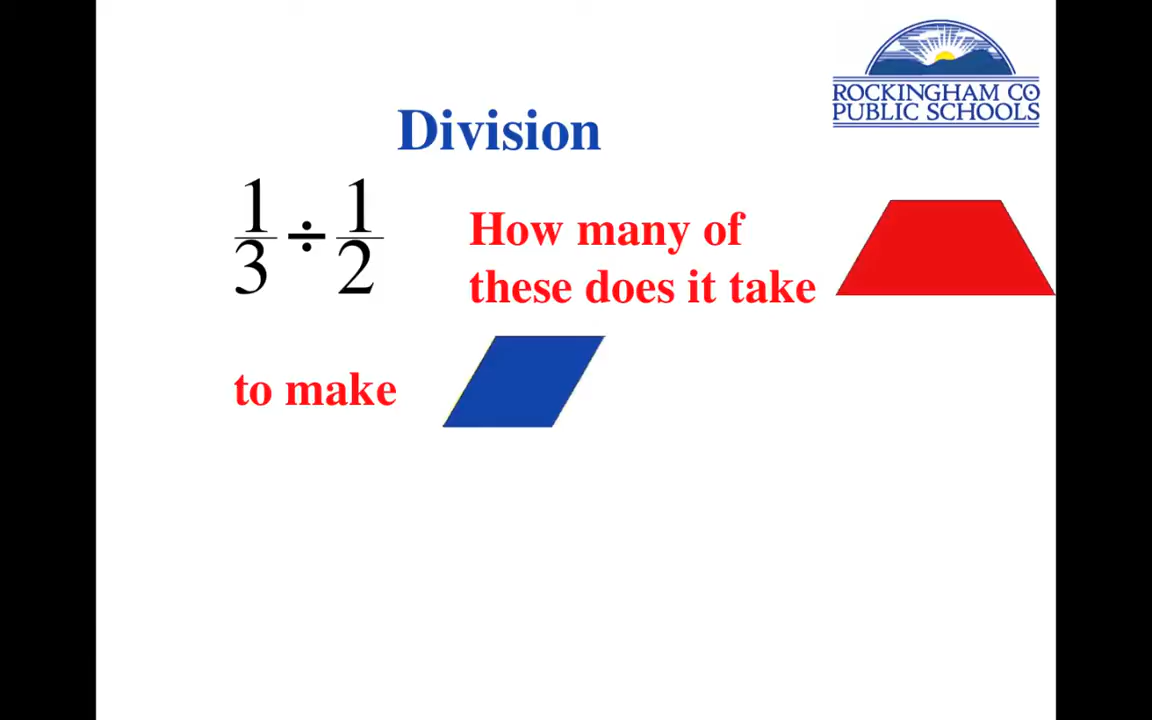 ROCKINGHAM CO
PUBLIC SCHOOLS
Division
1/3 ÷ 1/2
How many of
these does it take
to make